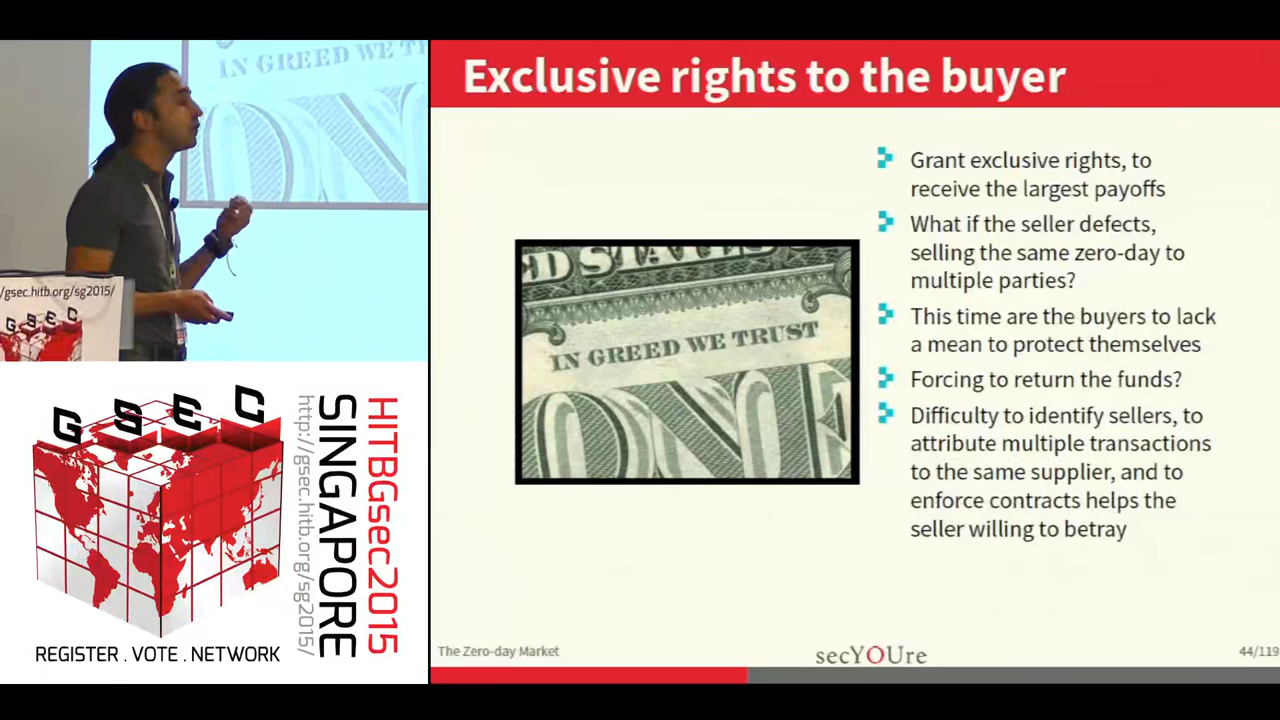 IN GREED WE TR
ON
/gsec.hitb.org/sg2015/
G S E C
G S E C
HITBGsec2015
SINGAPORE
http://gsec.hitb.org/sg2015/
REGISTER . VOTE . NETWORK
Exclusive rights to the buyer
ED STATES
IN GREED WE TRUST
ONE
Grant exclusive rights, to
receive the largest payoffs
What if the seller defects,
selling the same zero-day to
multiple parties?
This time are the buyers to lack
a mean to protect themselves
Forcing to return the funds?
Difficulty to identify sellers, to
attribute multiple transactions
to the same supplier, and to
enforce contracts helps the
seller willing to betray
The Zero-day Market
secYOUre
44/119